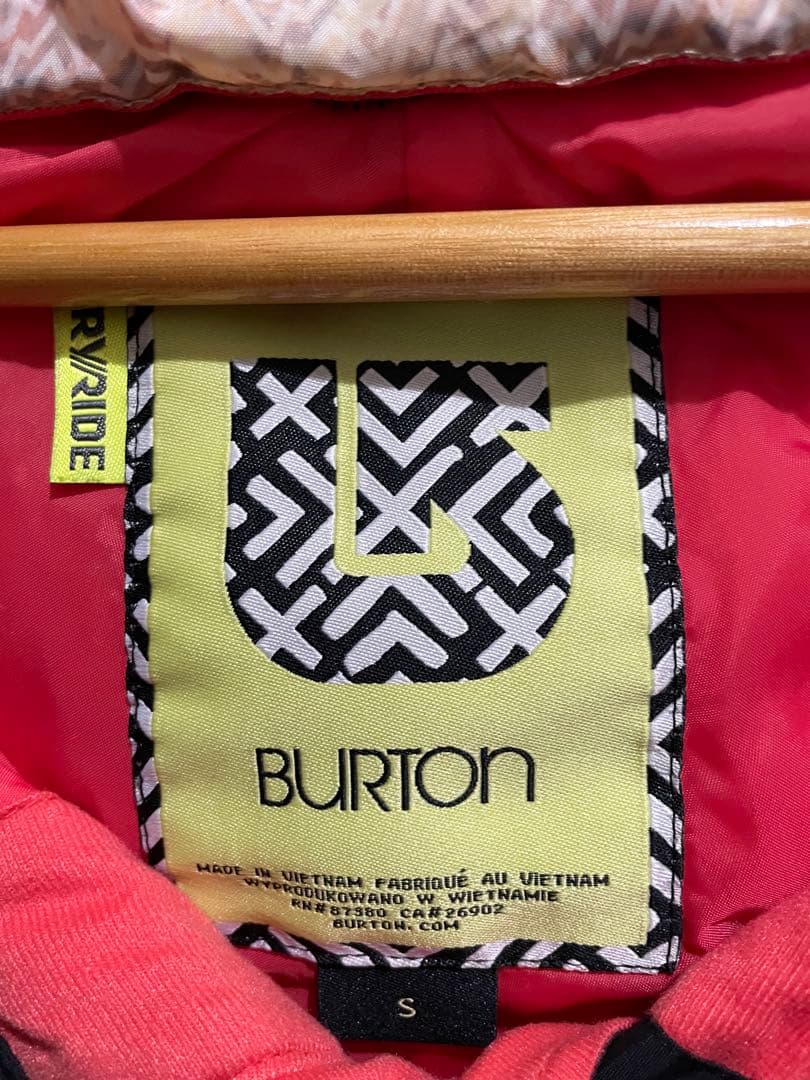 RY//RIDE
BURTON
MADE IN VIETNAM FABRIQUÉ AU VIETNAM
WYPRODUKOWANO W WIETNAMIE
RN#87380 CA#26902
BURTON.COM
S